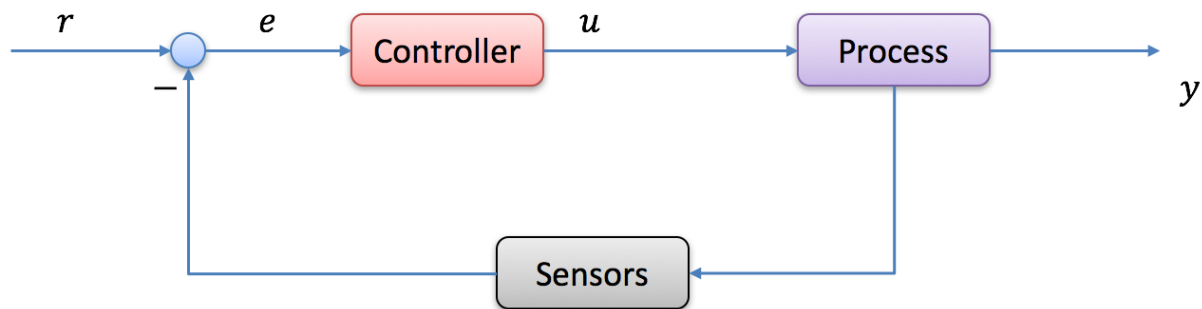 r
e
Controller
u
Process
−
y
Sensors